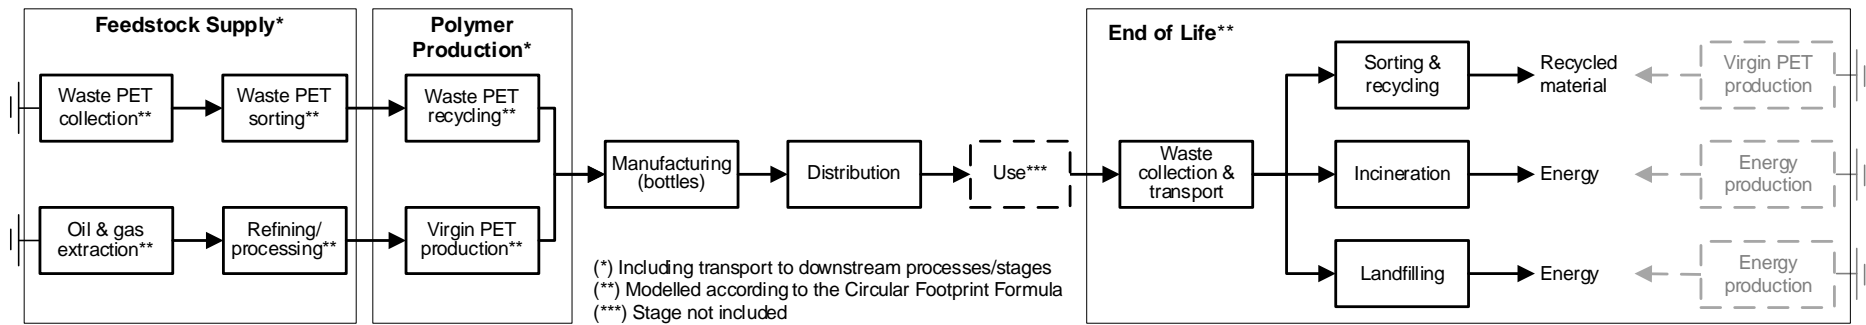 Feedstock Supply*
Waste PET
collection**
Waste PET
sorting**
Oil & gas
extraction**
Refining/
processing**
Polymer
Production*
Waste PET
recycling**
Virgin PET
production**
Manufacturing
(bottles)
Distribution
Use***
(*) Including transport to downstream processes/stages
(**) Modelled according to the Circular Footprint Formula
(***) Stage not included
End of Life**
Waste
collection &
transport
Sorting &
recycling
Recycled
material
Virgin PET
production
Incineration
Energy
Energy
production
Landfilling
Energy
Energy
production